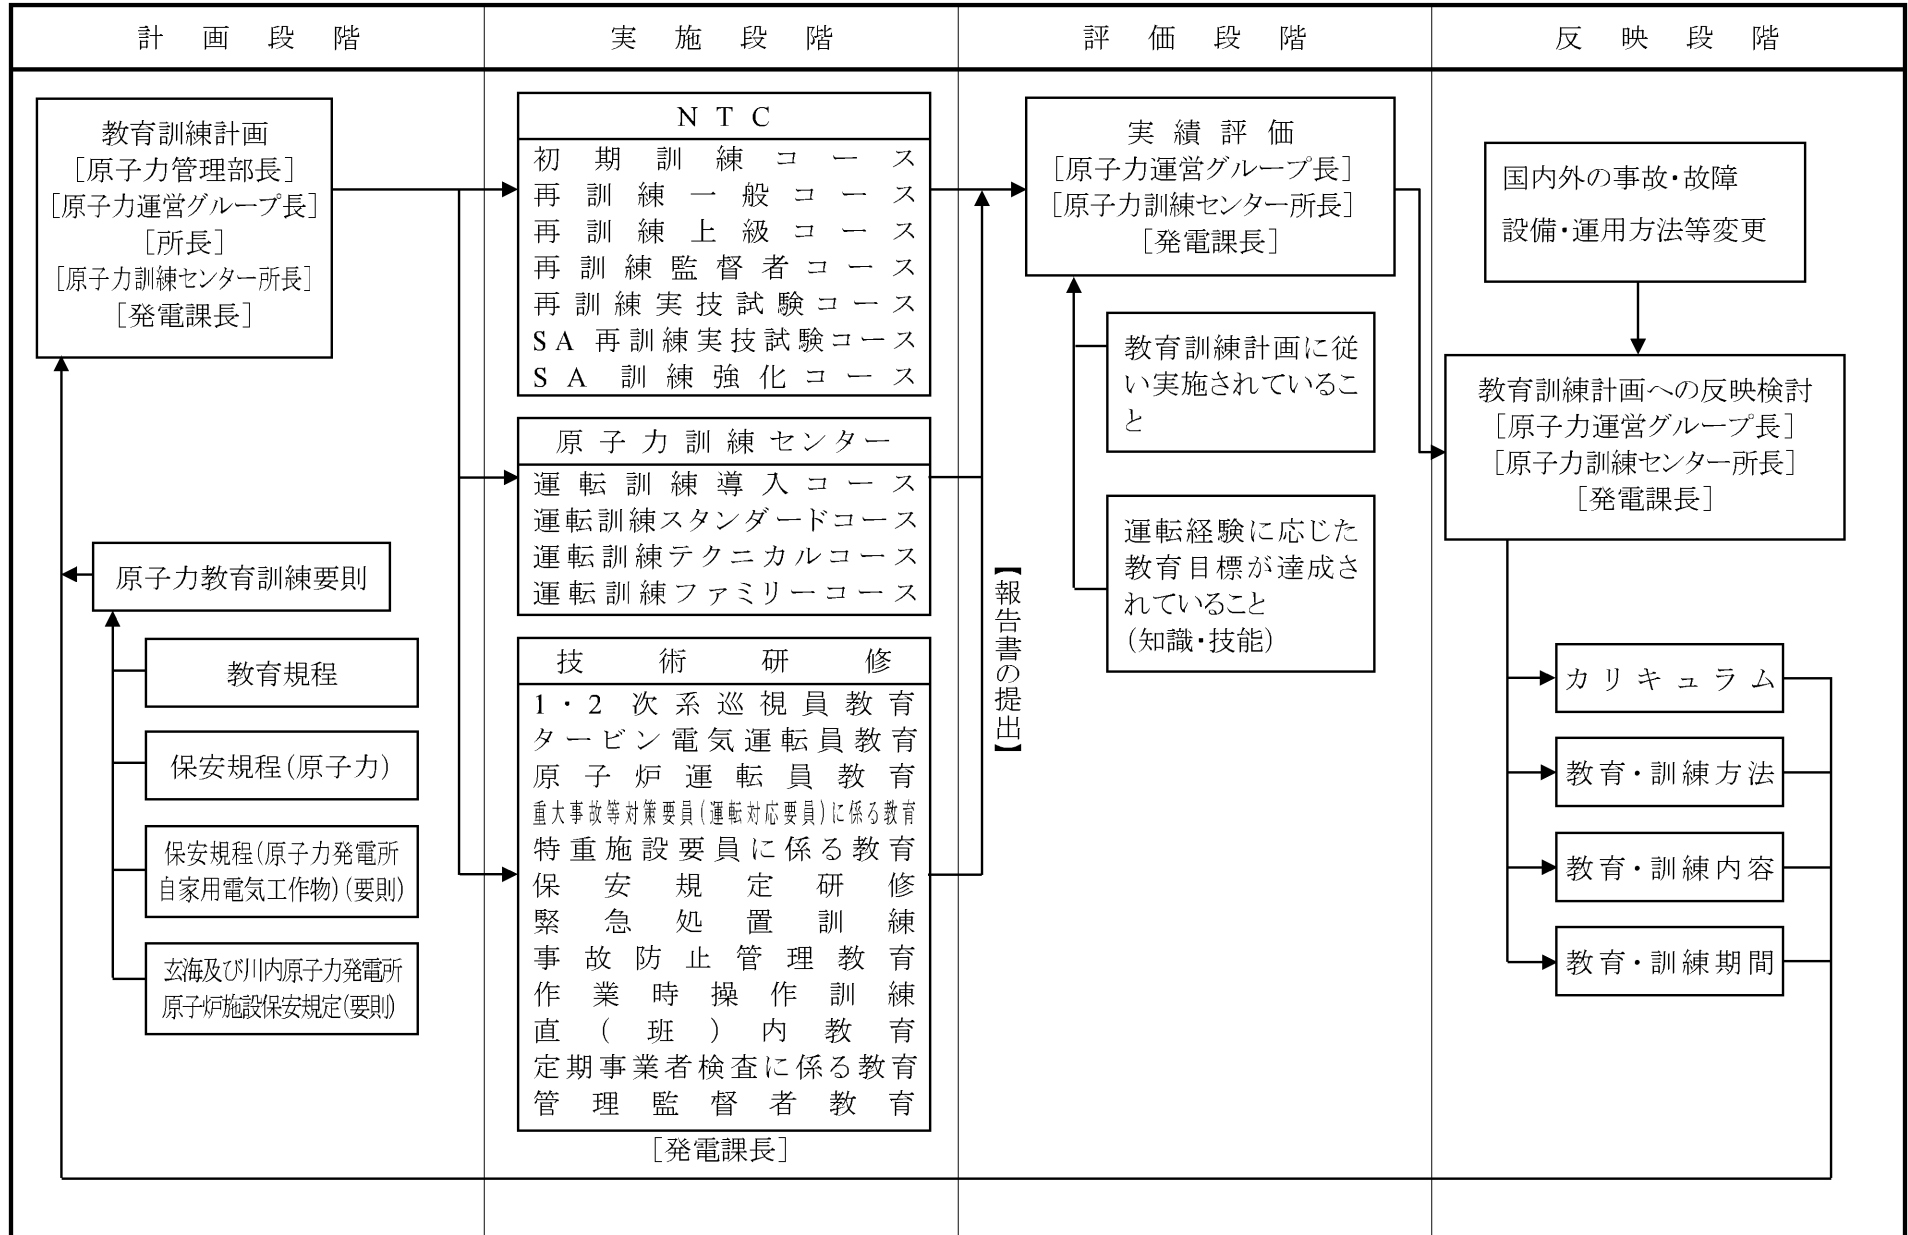 計画段階
実施段階
評価段階
反映段階
教育訓練計画
[原子力管理部長]
[原子力運営グループ長]
[所長]
[原子力訓練センター所長]
[発電課長]
原子力教育訓練要則
教育規程
保安規程(原子力)
保安規程(原子力発電所
自家用電気工作物)(要則)
玄海及び川内原子力発電所
原子炉施設保安規定(要則)
NTC
初期訓練コース
再訓練一般コース
再訓練上級コース
再訓練監督者コース
再訓練実技試験コース
SA再訓練実技試験コース
SA訓練強化コース
原子力訓練センター
運転訓練導入コース
運転訓練スタンダードコース
運転訓練テクニカルコース
運転訓練ファミリーコース
技術研修
1・2次系巡視員教育
タービン電気運転員教育
原子炉運転員教育
重大事故等対策要員(運転対応要員)に係る教育
特重施設要員に係る教育
保安規定研修
緊急処置訓練
事故防止管理教育
作業時操作訓練
直(班)内教育
定期事業者検査に係る教育
管理監督者教育
[発電課長]
【報告書の提出】
実績評価
[原子力運営グループ長]
[原子力訓練センター所長]
[発電課長]
教育訓練計画に従
い実施されているこ
と
運転経験に応じた
教育目標が達成さ
れていること
(知識・技能)
国内外の事故・故障
設備・運用方法等変更
教育訓練計画への反映検討
[原子力運営グループ長]
[原子力訓練センター所長]
[発電課長]
カリキュラム
教育・訓練方法
教育・訓練内容
教育・訓練期間